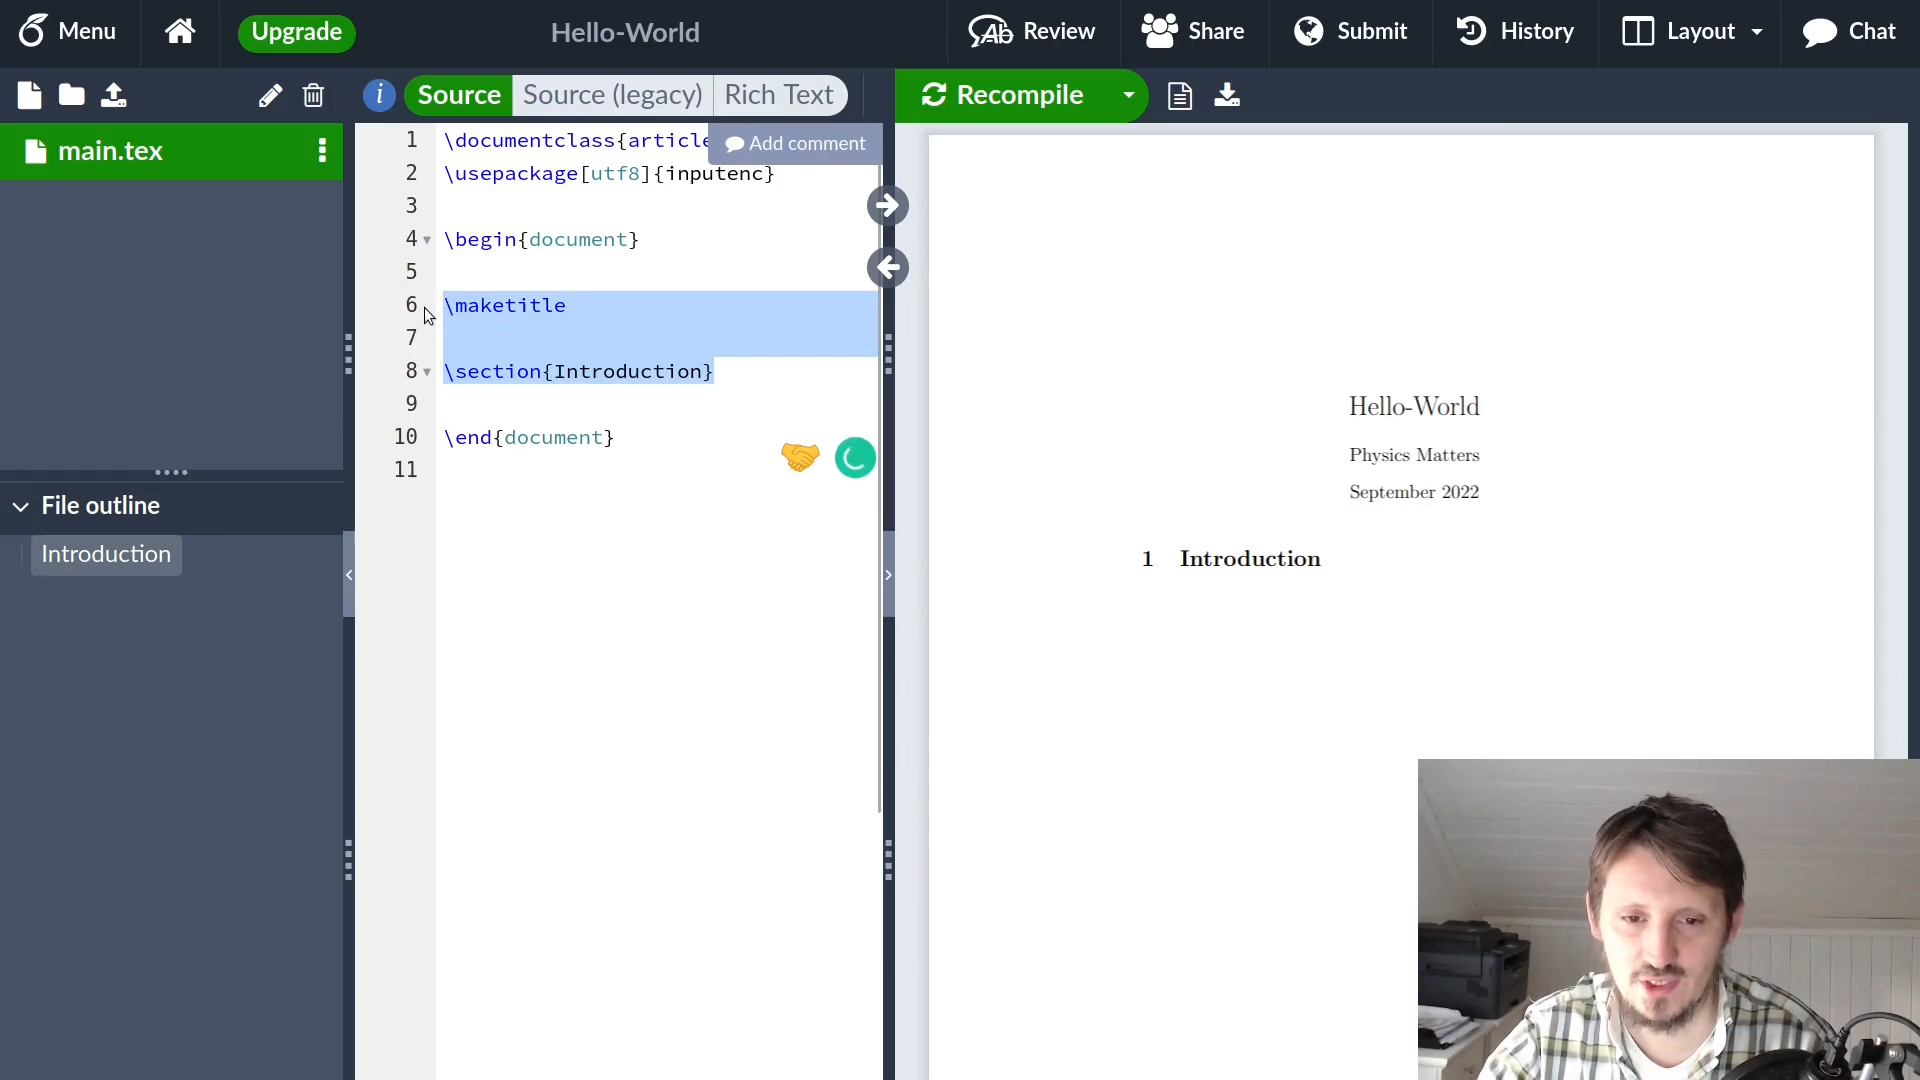 Menu
Upgrade
Hello-World
Review
Share
Submit
History
Layout
Chat
Source
Source (legacy)
Rich Text
Recompile
main.tex
File outline
Introduction
1 \documentclass{article
Add comment
2 \usepackage[utf8]{inputenc}
3
4 \begin{document}
5
6 \maketitle
7
8 \section{Introduction}
9
10 \end{document}
11
Hello-World
Physics Matters
September 2022
1 Introduction